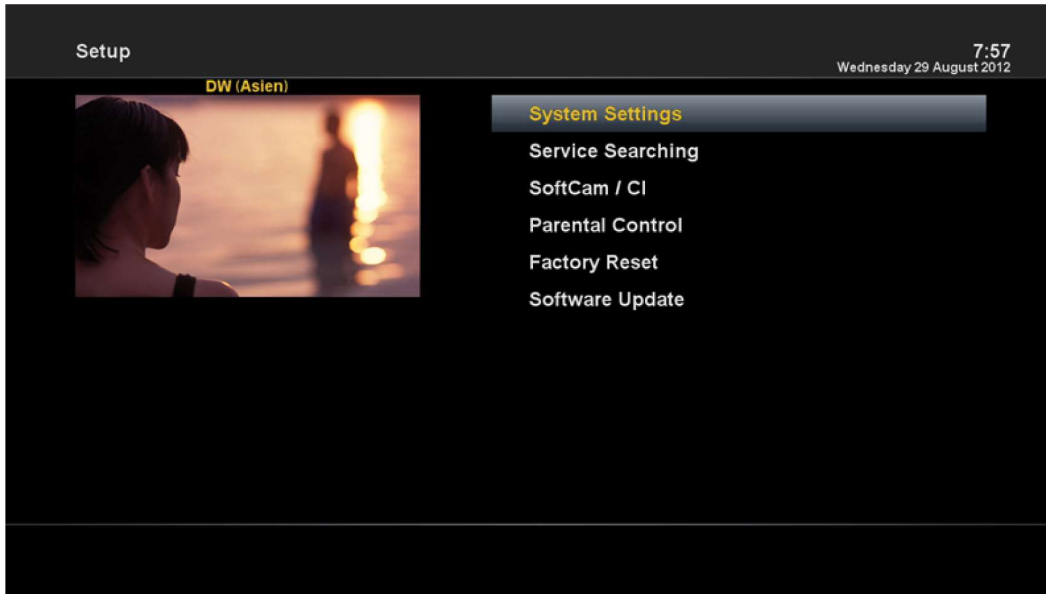 Setup
7:57
Wednesday 29 August 2012
DW (Asien)
System Settings
Service Searching
SoftCam / CI
Parental Control
Factory Reset
Software Update